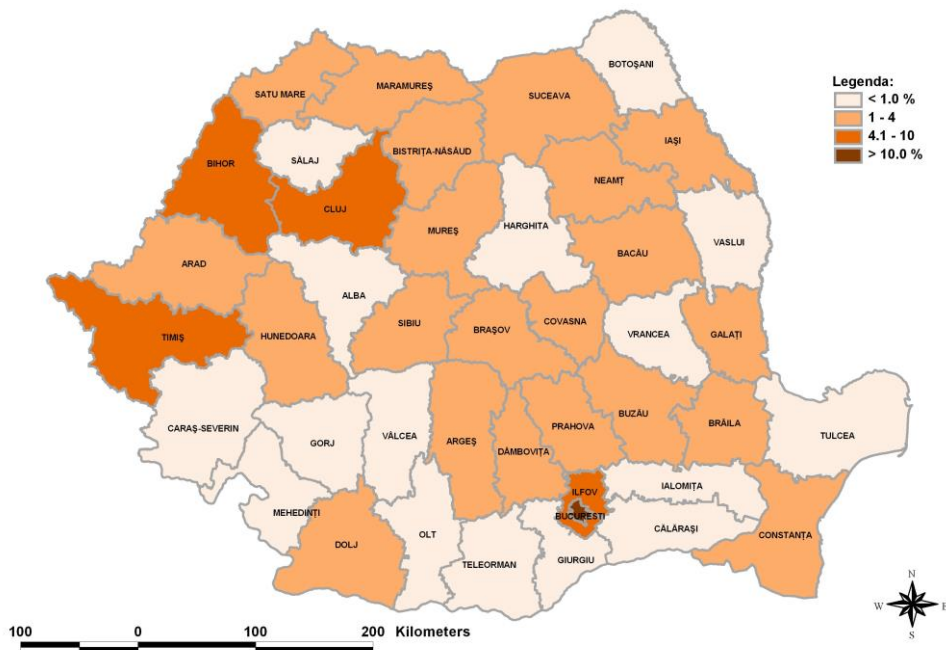 BOTOŞANI
SATU MARE
MARAMUREŞ
SUCEAVA
Legenda:
< 1.0 %
1 - 4
4.1 - 10
> 10.0 %
IAŞI
BISTRIŢA-NĂSĂUD
BIHOR
SĂLAJ
NEAMŢ
CLUJ
HARGHITA
MUREŞ
VASLUI
BACĂU
ARAD
ALBA
SIBIU
BRAŞOV
COVASNA
VRANCEA
GALAŢI
TIMIŞ
HUNEDOARA
CARAŞ-SEVERIN
GORJ
VÂLCEA
ARGEŞ
DÂMBOVIŢA
PRAHOVA
BUZĂU
BRĂILA
TULCEA
ILFOV
IALOMIŢA
BUCUREŞTI
MEHEDINŢI
DOLJ
OLT
TELEORMAN
GIURGIU
CĂLĂRAŞI
CONSTANŢA
N
W
E
S
100 0 100 200 Kilometers